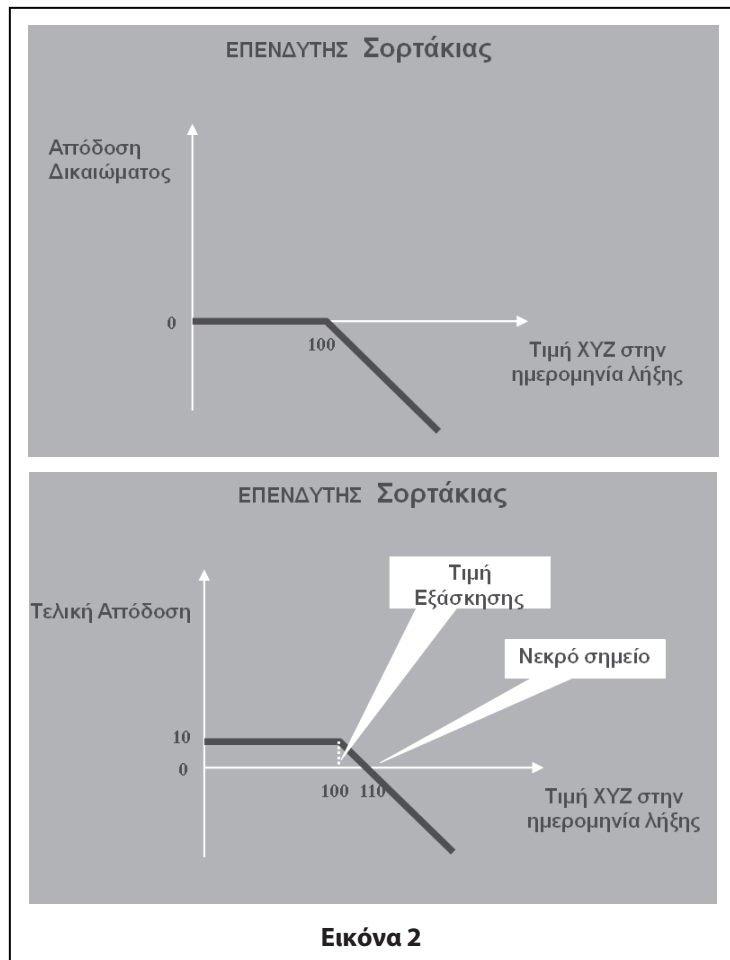 ΕΠΕΝΔΥΤΗΣ Σορτάκιας
Απόδοση
Δικαιώματος
0
100
Τιμή XYZ στην
ημερομηνία λήξης
ΕΠΕΝΔΥΤΗΣ Σορτάκιας
Τιμή
Εξάσκησης
Τελική Απόδοση
Νεκρό σημείο
10
0
100 110
Τιμή XYZ στην
ημερομηνία λήξης
Εικόνα 2